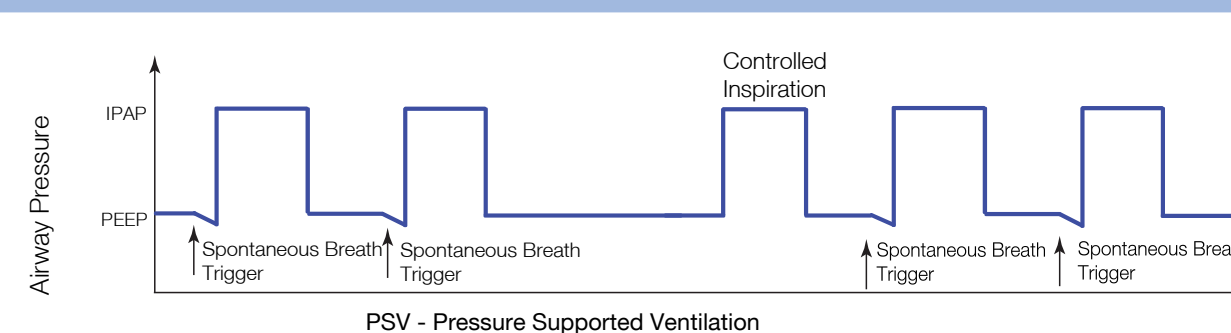 Controlled
Inspiration
IPAP
PEEP
Airway Pressure
Spontaneous Breath
Trigger
Spontaneous Breath
Trigger
Spontaneous Breath
Trigger
Spontaneous Brea
Trigger
PSV - Pressure Supported Ventilation